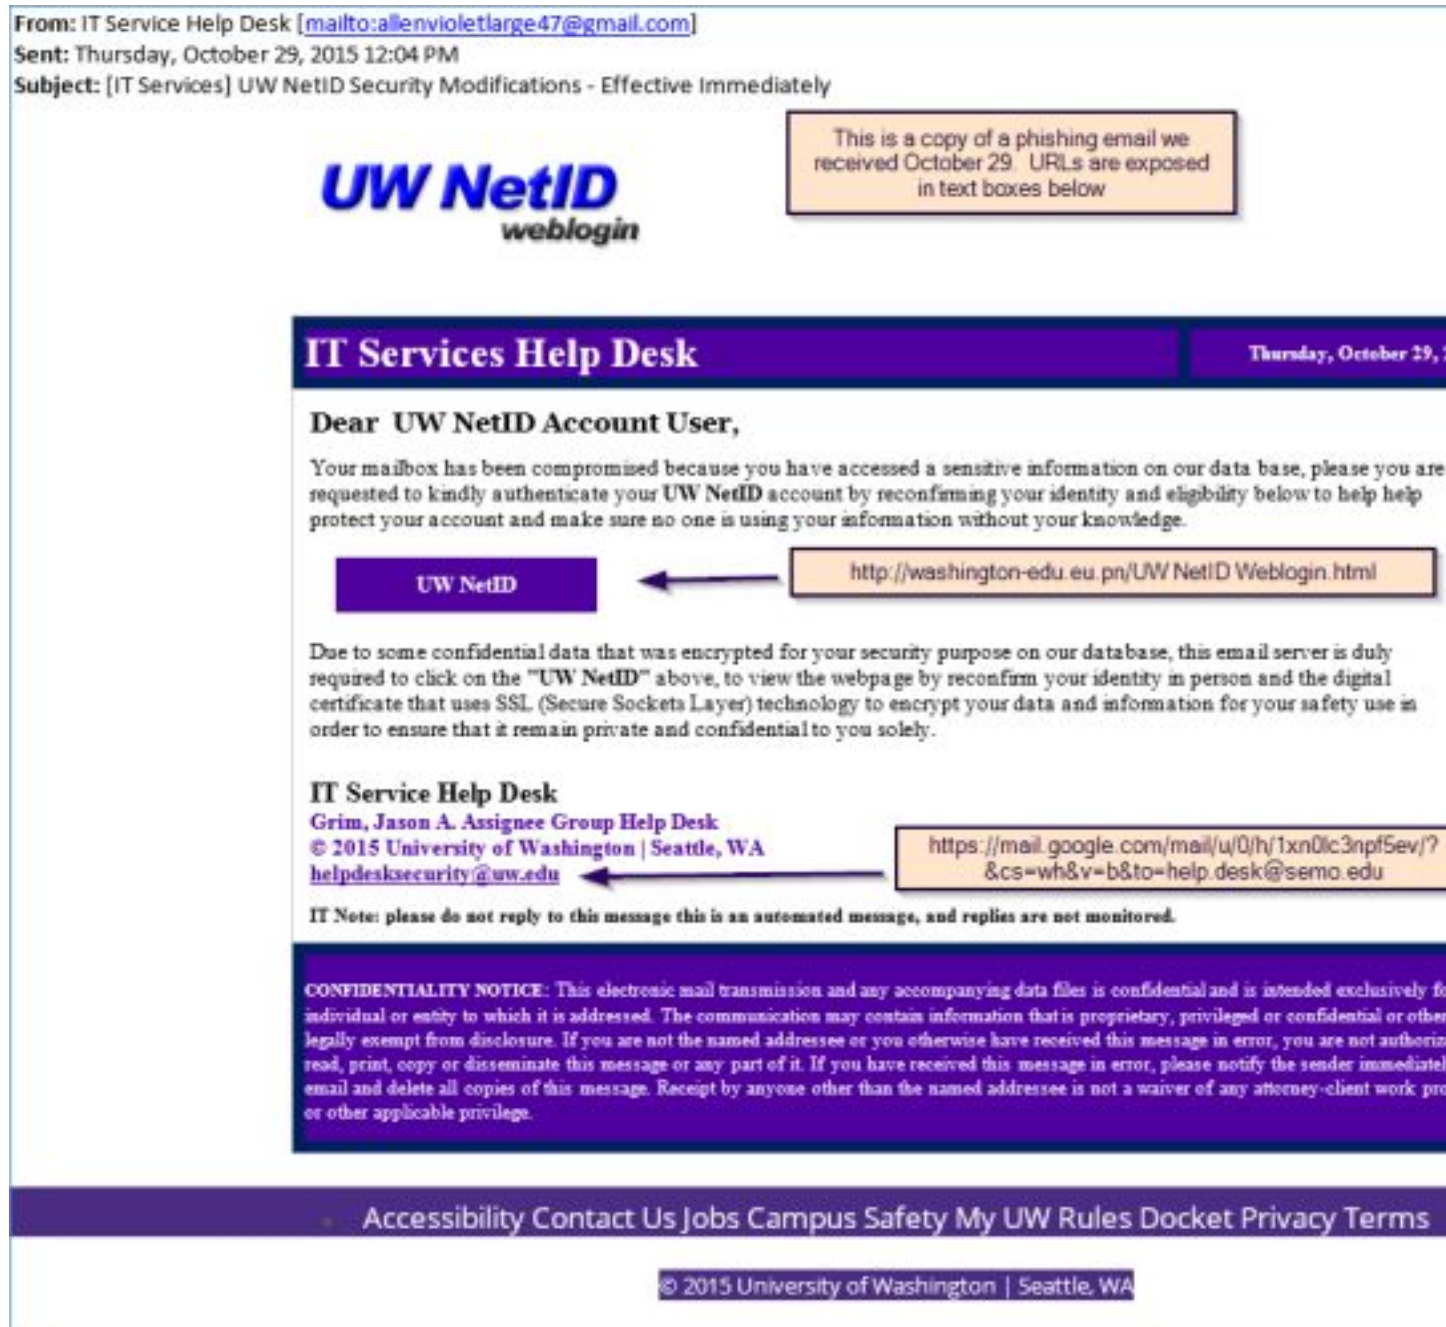 From: IT Service Help Desk [mailto:allenvioletlarge47@gmail.com]
Sent: Thursday, October 29, 2015 12:04 PM
Subject: [IT Services] UW NetID Security Modifications - Effective Immediately
This is a copy of a phishing email we
received October 29. URLs are exposed
in text boxes below
UW NetID
weblogin
IT Services Help Desk
Thursday, October 29,
Dear UW NetID Account User,
Your mailbox has been compromised because you have accessed a sensitive information on our data base, please you are
requested to kindly authenticate your UW NetID account by reconfirming your identity and eligibility below to help help
protect your account and make sure no one is using your information without your knowledge.
UW NetID
http://washington-edu.eu.pn/UW NetID Weblogin.html
Due to some confidential data that was encrypted for your security purpose on our database, this email server is duly
required to click on the "UW NetID" above, to view the webpage by reconfirm your identity in person and the digital
certificate that uses SSL (Secure Sockets Layer) technology to encrypt your data and information for your safety use in
order to ensure that it remain private and confidential to you solely.
IT Service Help Desk
Grim, Jason A. Assignee Group Help Desk
© 2015 University of Washington | Seattle, WA
helpdesksecurity@uw.edu
https://mail.google.com/mail/u/0/h/1xn0lc3npf5ev/?
&cs=wh&v=b&to=help.desk@semo.edu
IT Note: please do not reply to this message this is an automated message, and replies are not monitored.
CONFIDENTIALITY NOTICE: This electronic mail transmission and any accompanying data files is confidential and is intended exclusively fo
individual or entity to which it is addressed. The communication may contain information that is proprietary, privileged or confidential or other
legally exempt from disclosure. If you are not the named addressee or you otherwise have received this message in error, you are not authoriz
read, print, copy or disseminate this message or any part of it. If you have received this message in error, please notify the sender immediatel
email and delete all copies of this message. Receipt by anyone other than the named addressee is not a waiver of any attorney-client work pro
or other applicable privilege.
Accessibility Contact Us Jobs Campus Safety My UW Rules Docket Privacy Terms
© 2015 University of Washington | Seattle, WA